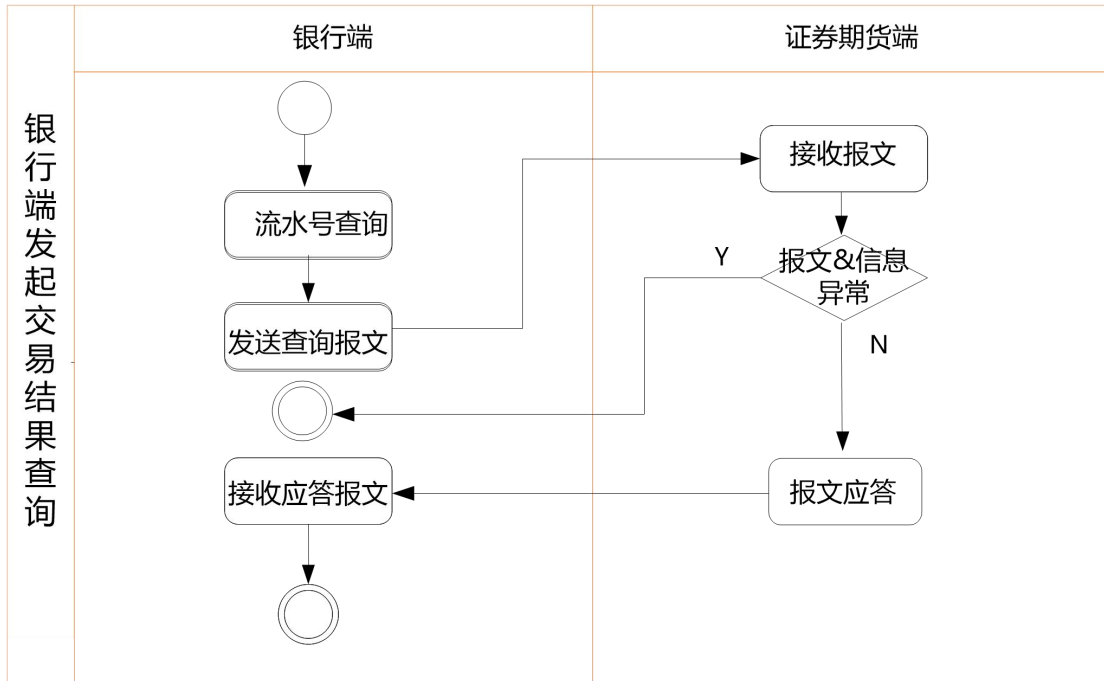 银行端
证券期货端
银行端发起交易结果查询
接收报文
流水号查询
Y
报文&信息
异常
发送查询报文
N
接收应答报文
报文应答